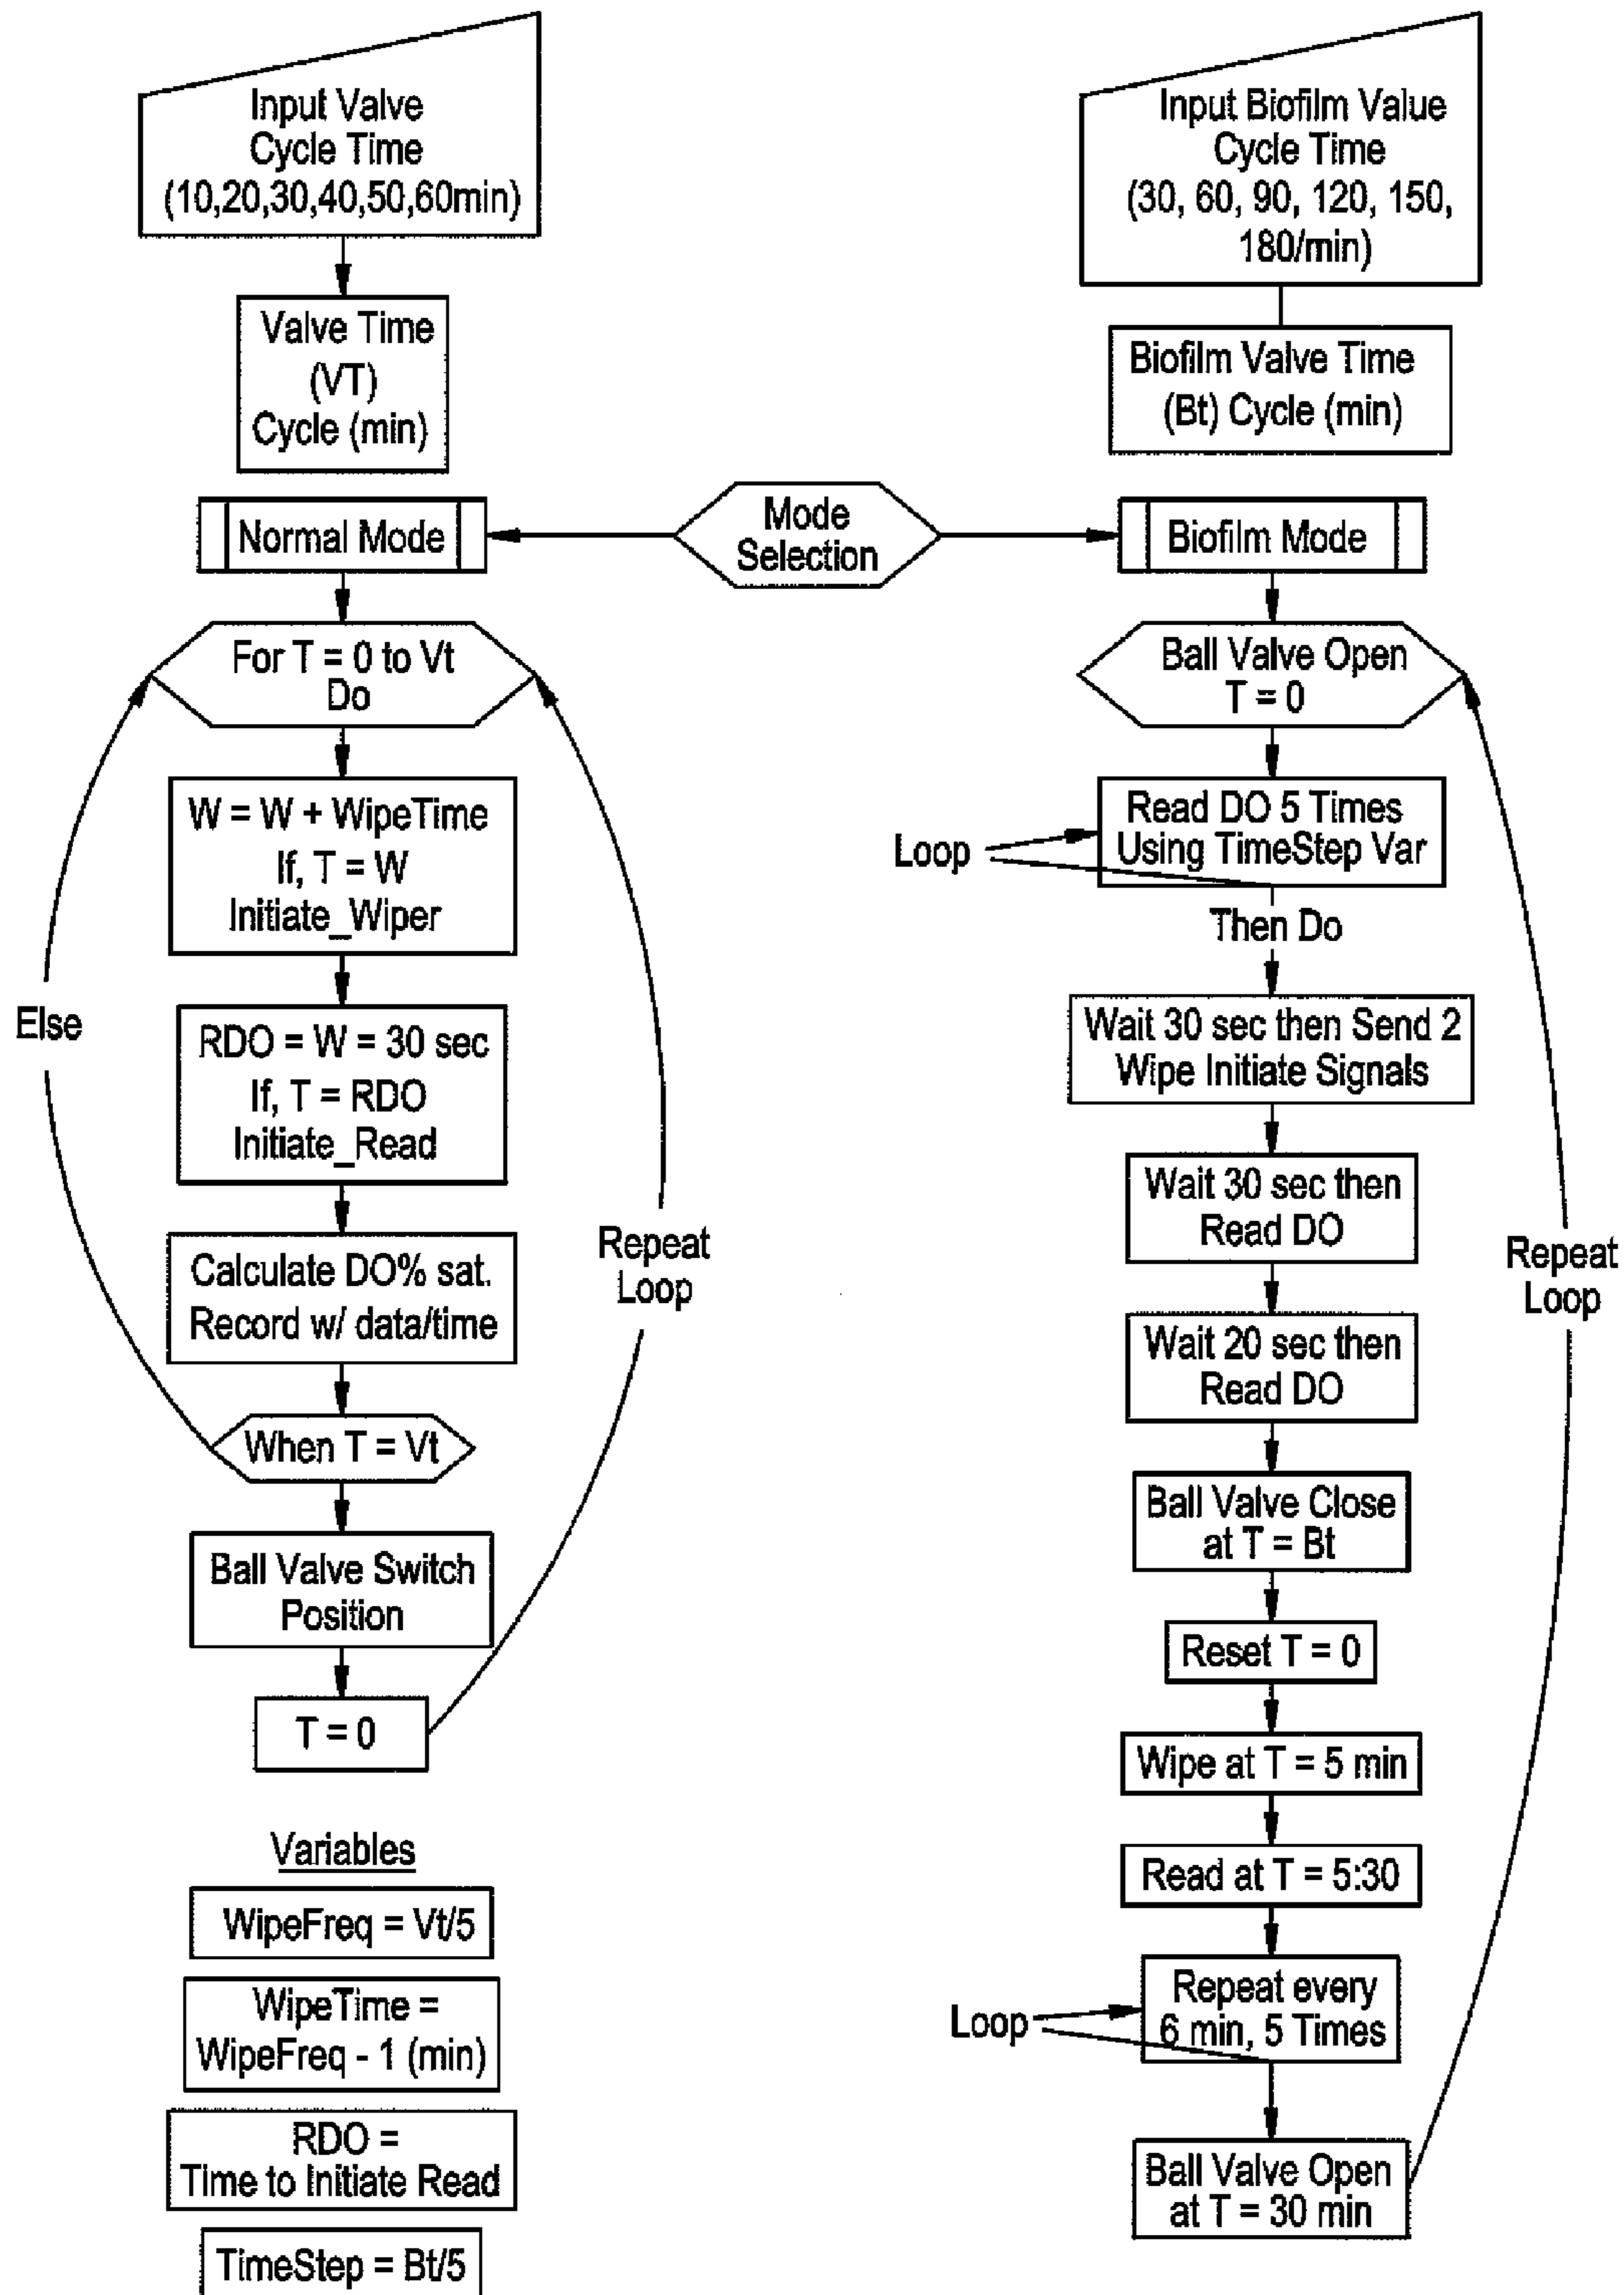 Input Valve
Cycle Time
(10,20,30,40,50,60min)
Valve Time
(VT)
Cycle (min)
Input Biofilm Value
Cycle Time
(30, 60, 90, 120, 150,
180/min)
Biofilm Valve Time
(Bt) Cycle (min)
Mode
Selection
Normal Mode
For T = 0 to Vt
Do
W = W + WipeTime
If, T = W
Initiate_Wiper
RDO = W = 30 sec
If, T = RDO
Initiate_Read
Calculate DO% sat.
Record w/ data/time
When T = Vt
Else
Ball Valve Switch
Position
T = 0
Repeat
Loop
Variables
WipeFreq = Vt/5
WipeTime =
WipeFreq - 1 (min)
RDO =
Time to Initiate Read
TimeStep = Bt/5
Biofilm Mode
Ball Valve Open
T = 0
Read DO 5 Times
Using TimeStep Var
Loop
Then Do
Wait 30 sec then Send 2
Wipe Initiate Signals
Wait 30 sec then
Read DO
Wait 20 sec then
Read DO
Ball Valve Close
at T = Bt
Reset T = 0
Wipe at T = 5 min
Read at T = 5:30
Repeat every
6 min, 5 Times
Loop
Ball Valve Open
at T = 30 min
Repeat
Loop